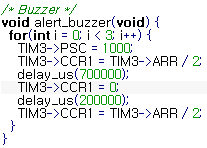 /* Buzzer */
void alert_buzzer(void) {
  for(int i = 0; i < 3; i++) {
    TIM3->PSC = 1000;
    TIM3->CCR1 = TIM3->ARR / 2;
    delay_us(700000);
    TIM3->CCR1 = 0;
    delay_us(200000);
    TIM3->CCR1 = TIM3->ARR / 2;
  }
}